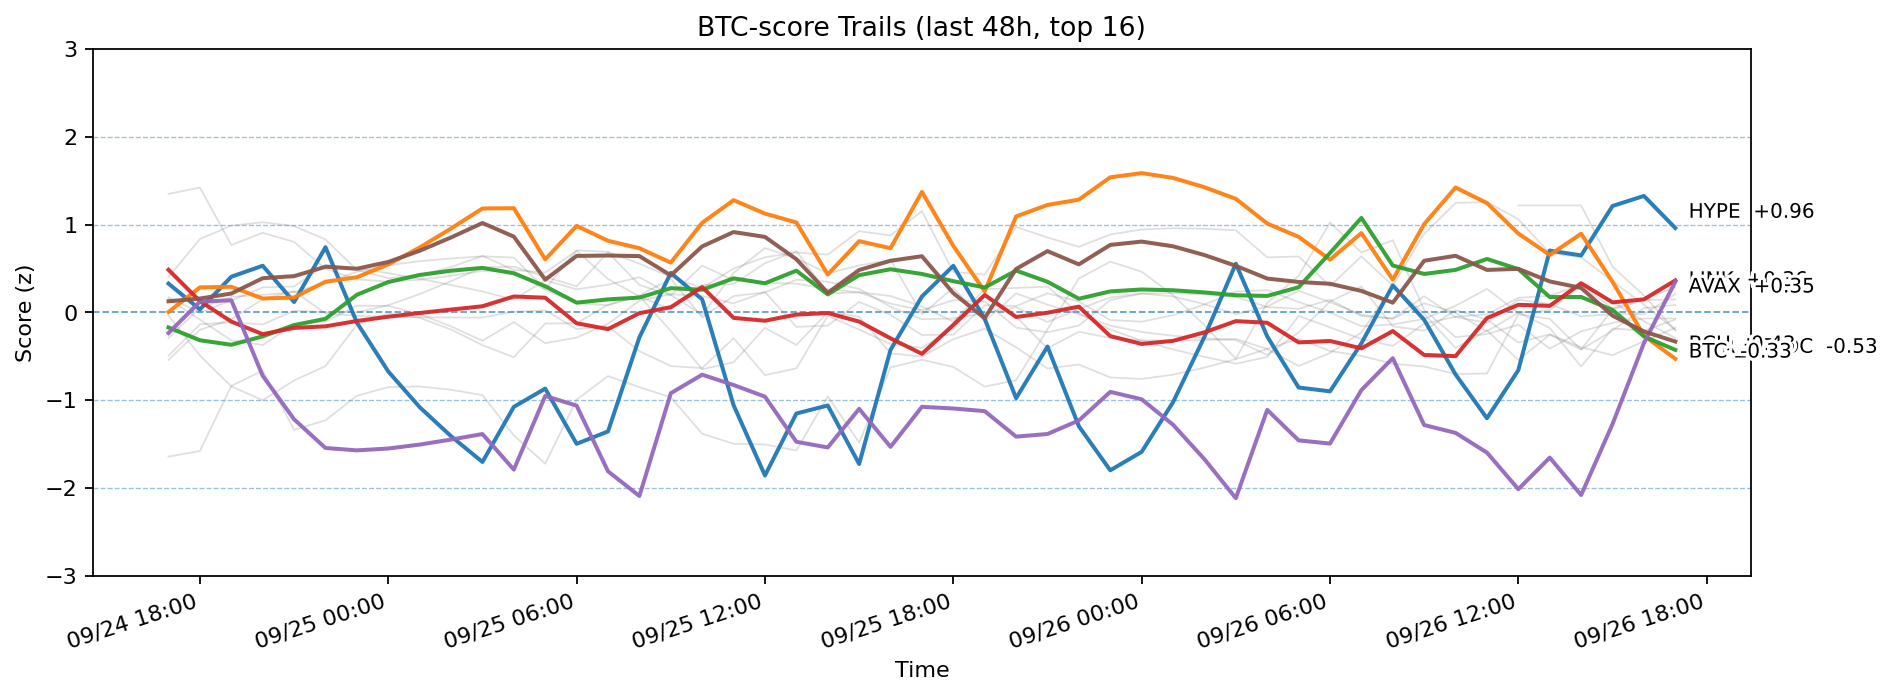 BTC-score Trails (last 48h, top 16)
Score (z)
3
2
1
0
−1
−2
−3
HYPE +0.96
AVAX +0.35
BTC −0.33
-0.53
09/24 18:00
09/25 00:00
09/25 06:00
09/25 12:00
09/25 18:00
09/26 00:00
09/26 06:00
09/26 12:00
09/26 18:00
Time